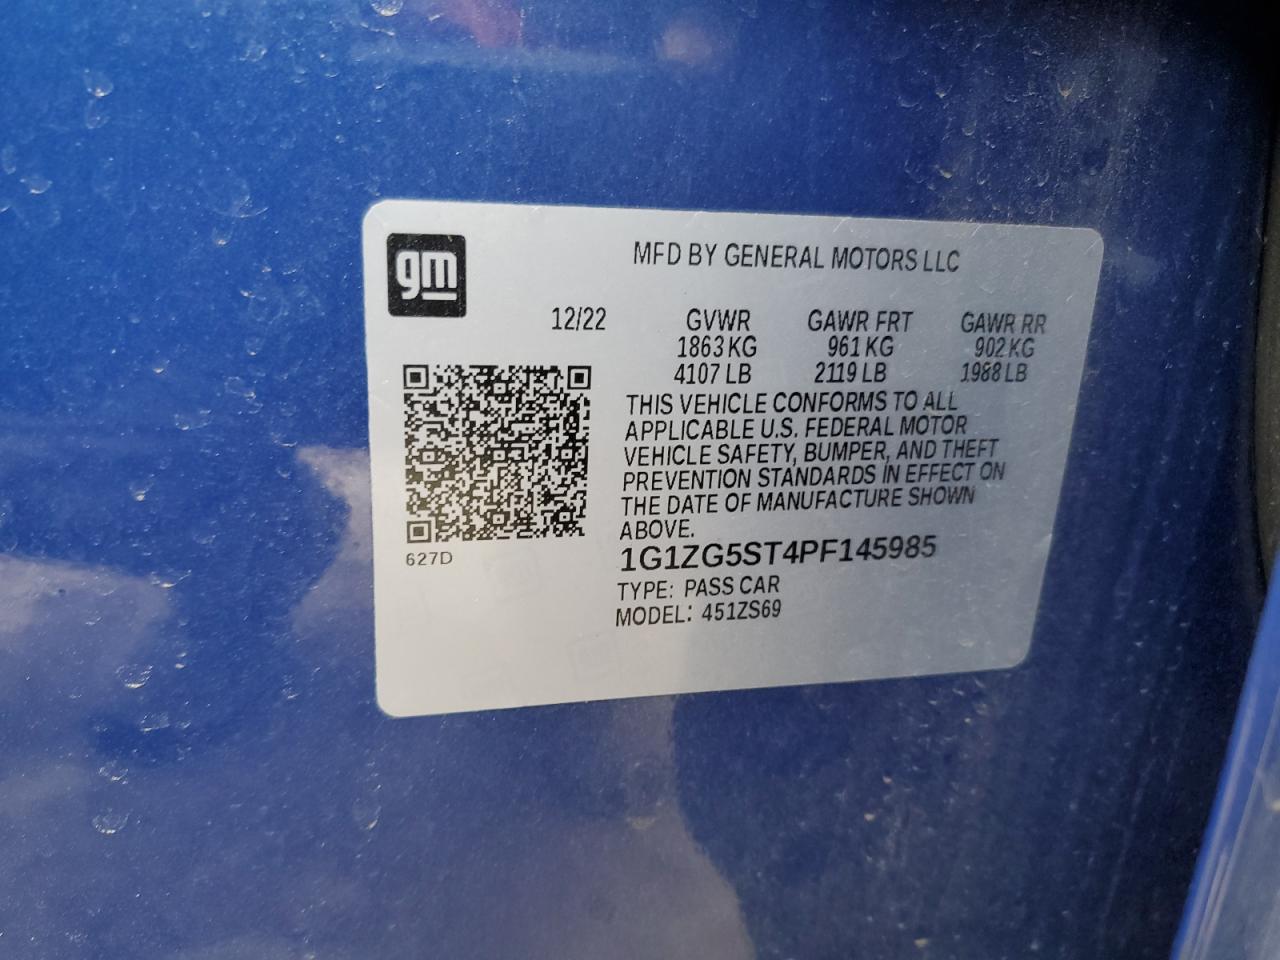 gm
MFD BY GENERAL MOTORS LLC
12/22 GVWR GAWR FRT GAWR RR
1863 KG 961 KG 902 KG
4107 LB 2119 LB 1988 LB
THIS VEHICLE CONFORMS TO ALL
APPLICABLE U.S. FEDERAL MOTOR
VEHICLE SAFETY, BUMPER, AND THEFT
PREVENTION STANDARDS IN EFFECT ON
THE DATE OF MANUFACTURE SHOWN
ABOVE.
627D
1G1ZG5ST4PF145985
TYPE: PASS CAR
MODEL: 451ZS69